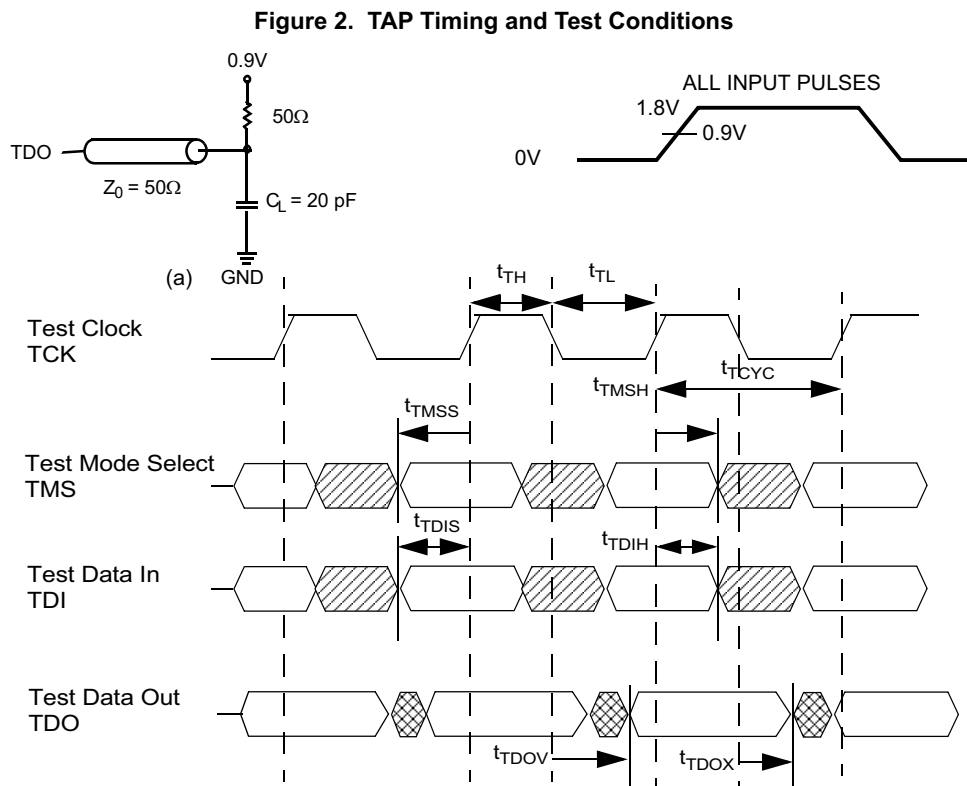 Figure 2. TAP Timing and Test Conditions
0.9V
50Ω
TDO
Z0 = 50Ω
CL = 20 pF
(a)
GND
ALL INPUT PULSES
1.8V
0.9V
0V
tTH
tTL
Test Clock
TCK
tTMSH
tTCYC
tTMSS
Test Mode Select
TMS
tTDIS
tTDIH
Test Data In
TDI
Test Data Out
TDO
tTDOV
tTDOX